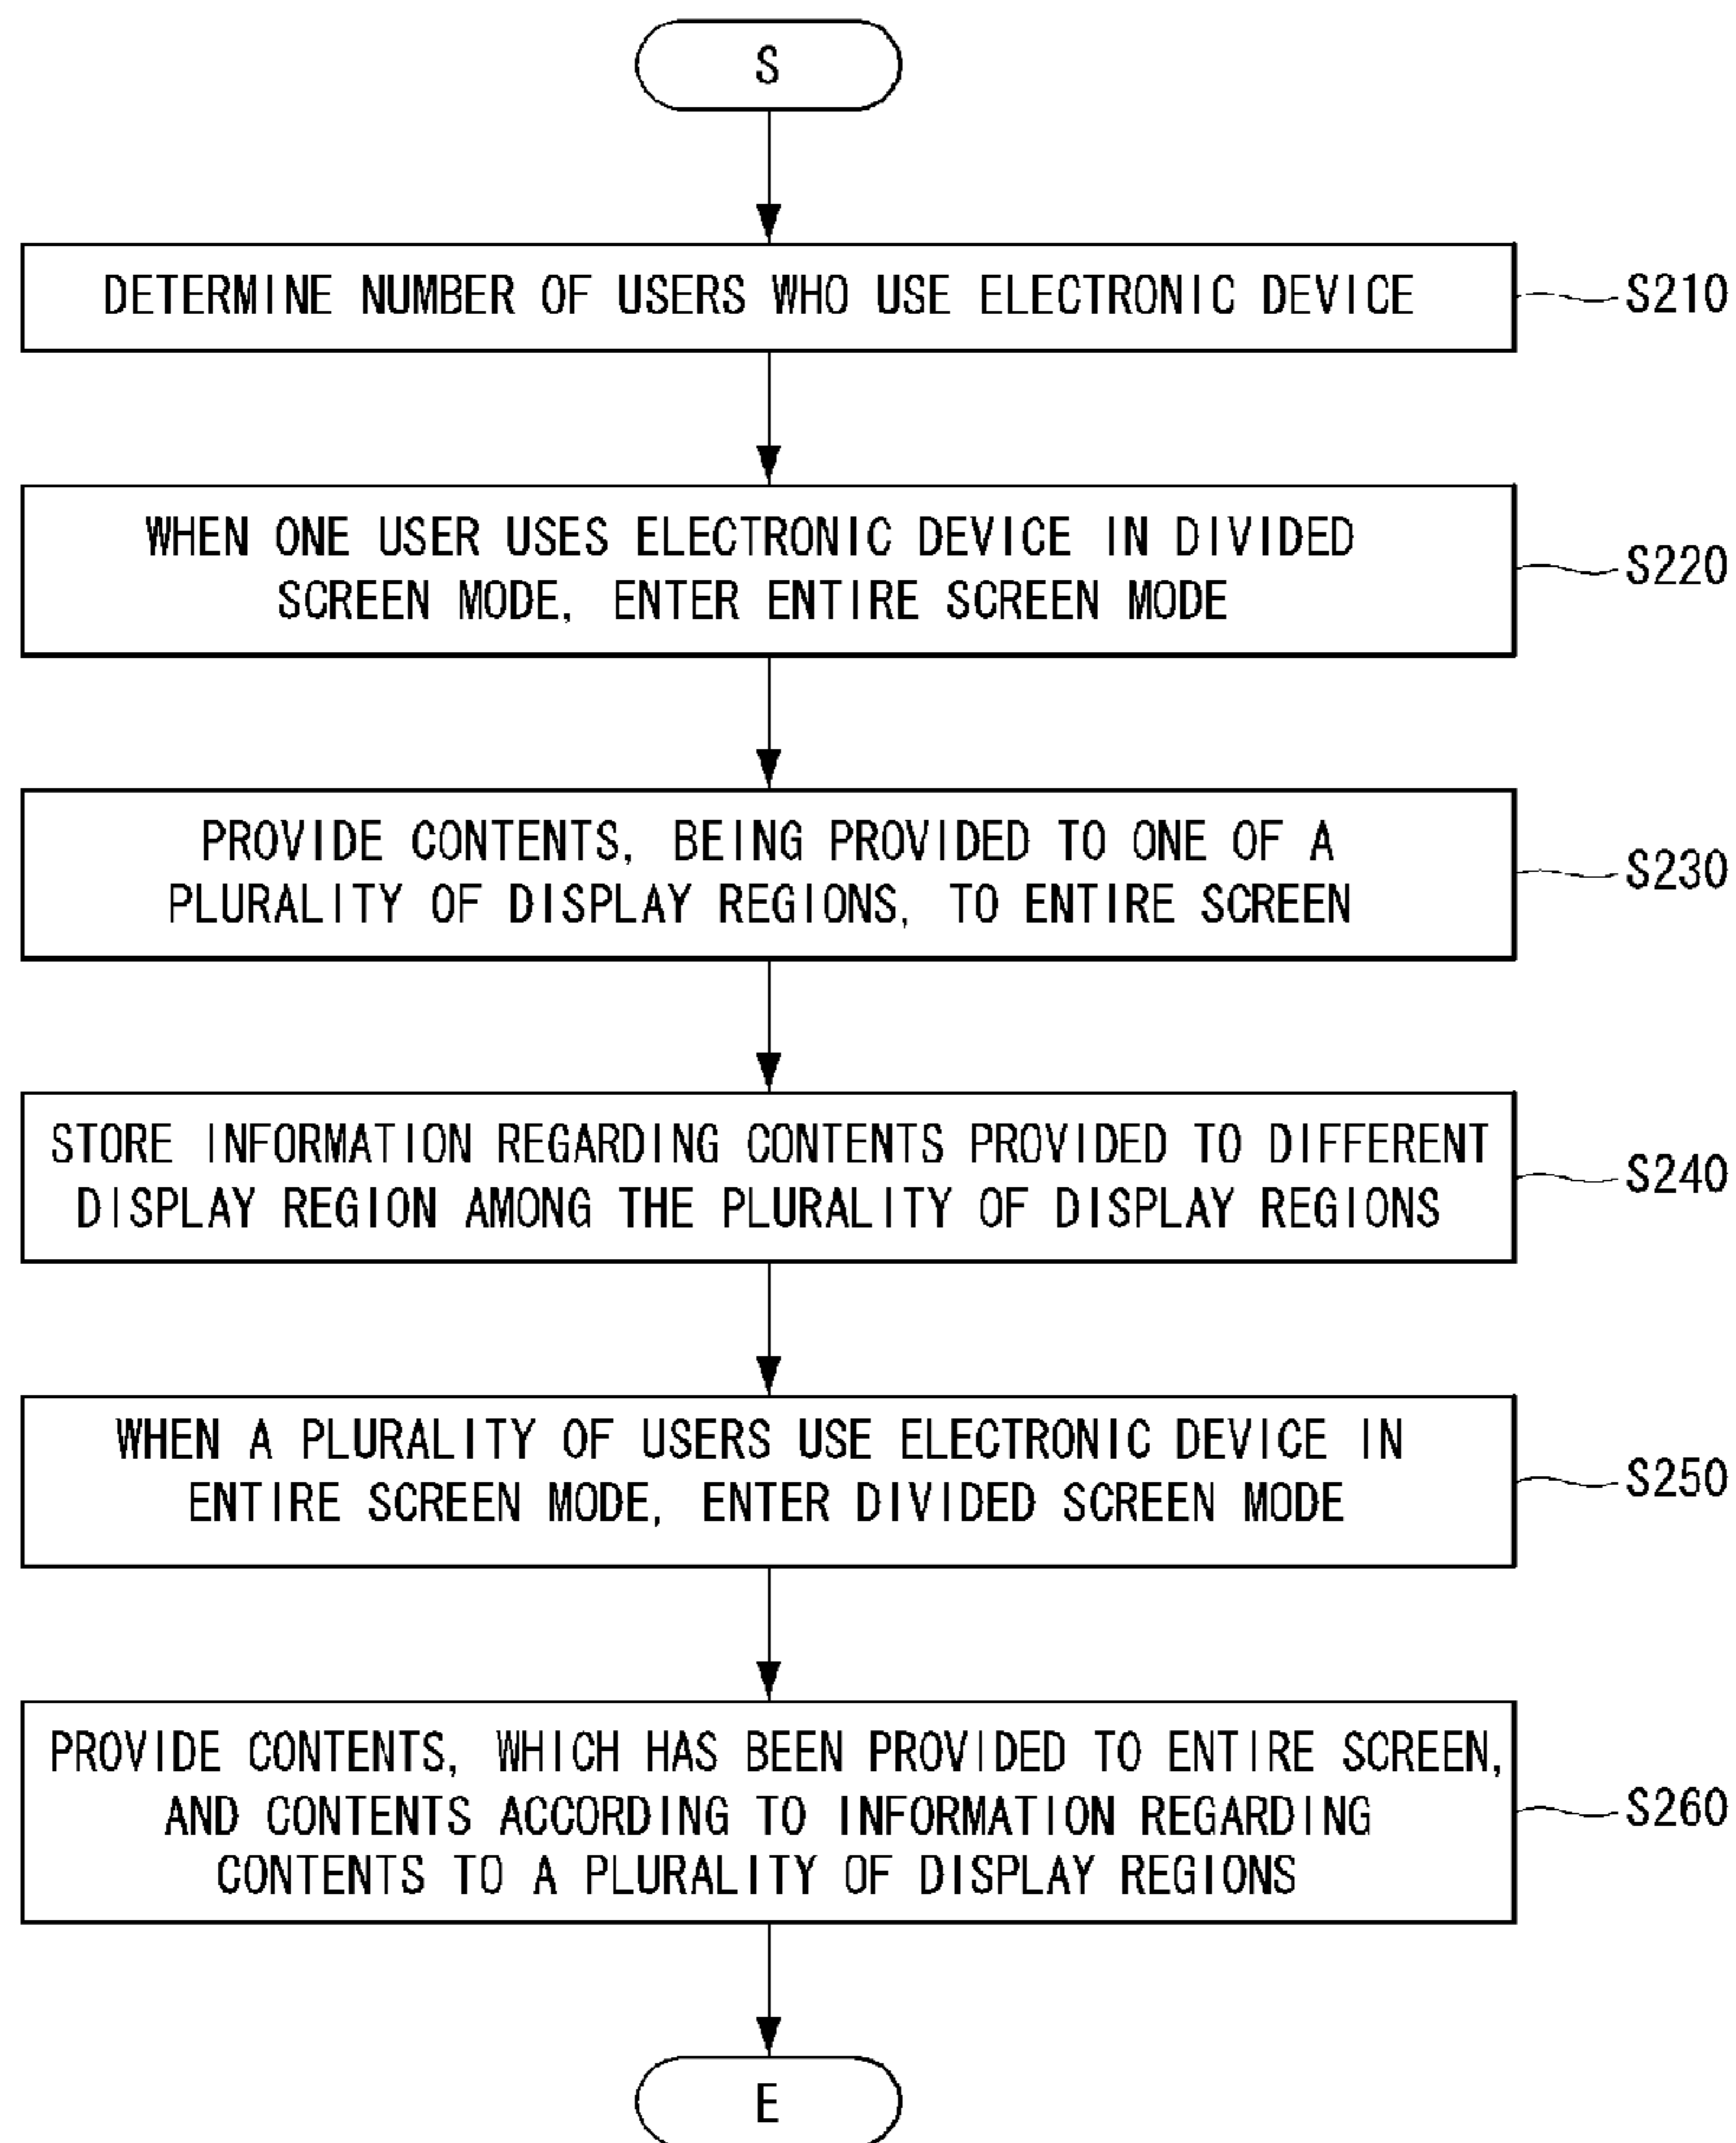 S
DETERMINE NUMBER OF USERS WHO USE ELECTRONIC DEVICE
S210
WHEN ONE USER USES ELECTRONIC DEVICE IN DIVIDED
SCREEN MODE, ENTER ENTIRE SCREEN MODE
S220
PROVIDE CONTENTS, BEING PROVIDED TO ONE OF A
PLURALITY OF DISPLAY REGIONS, TO ENTIRE SCREEN
S230
STORE INFORMATION REGARDING CONTENTS PROVIDED TO DIFFERENT
DISPLAY REGION AMONG THE PLURALITY OF DISPLAY REGIONS
S240
WHEN A PLURALITY OF USERS USE ELECTRONIC DEVICE IN
ENTIRE SCREEN MODE, ENTER DIVIDED SCREEN MODE
S250
PROVIDE CONTENTS, WHICH HAS BEEN PROVIDED TO ENTIRE SCREEN,
AND CONTENTS ACCORDING TO INFORMATION REGARDING
CONTENTS TO A PLURALITY OF DISPLAY REGIONS
S260
E